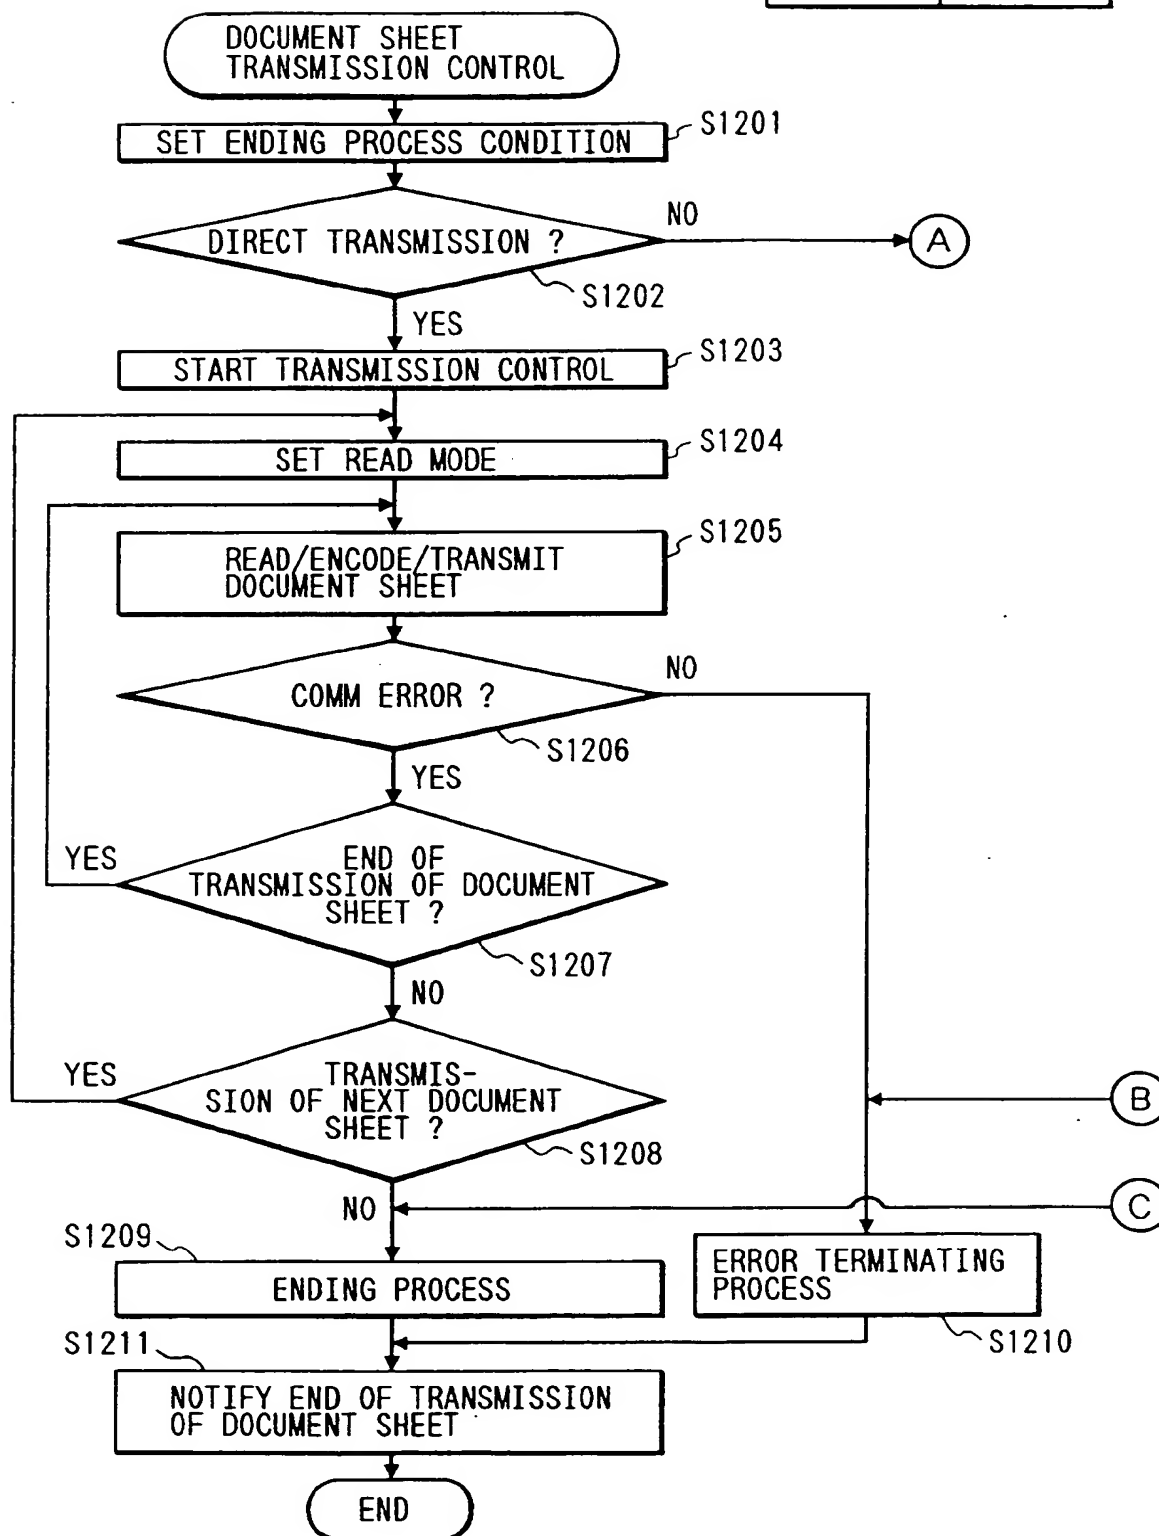 DOCUMENT SHEET
TRANSMISSION CONTROL
S1201
SET ENDING PROCESS CONDITION
NO
DIRECT TRANSMISSION ?
A
S1202
YES
S1203
START TRANSMISSION CONTROL
S1204
SET READ MODE
S1205
READ/ENCODE/TRANSMIT
DOCUMENT SHEET
NO
COMM ERROR ?
S1206
YES
YES
END OF
TRANSMISSION OF DOCUMENT
SHEET ?
S1207
NO
YES
TRANSMIS-
SION OF NEXT DOCUMENT
SHEET ?
B
S1208
NO
C
S1209
ENDING PROCESS
ERROR TERMINATING
PROCESS
S1210
S1211
NOTIFY END OF TRANSMISSION
OF DOCUMENT SHEET
END